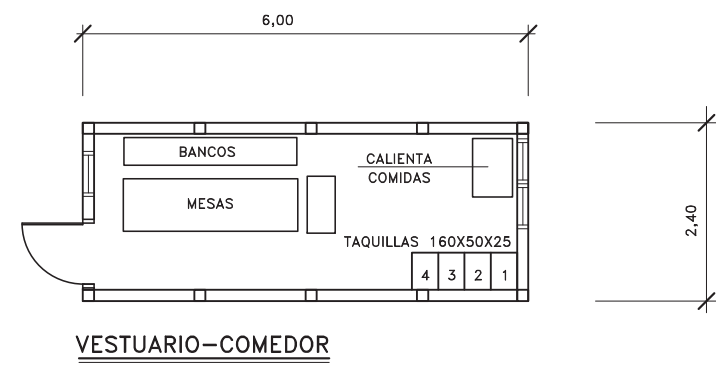 6,00
BANCOS
CALIENTA
COMIDAS
MESAS
2,40
TAQUILLAS 160X50X25
4 3 2 1
VESTUARIO-COMEDOR